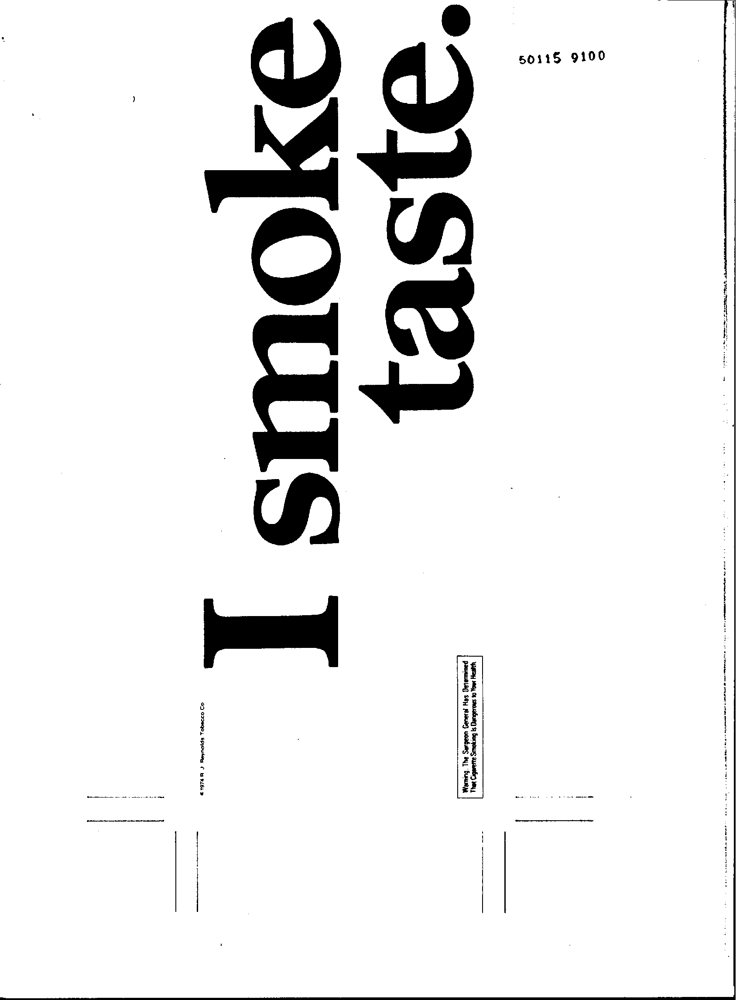 50115 9100
I smoke
taste.
© 1974 R. J. Reynolds Tobacco Co.
Warning: The Surgeon General Has Determined
That Cigarette Smoking Is Dangerous to Your Health